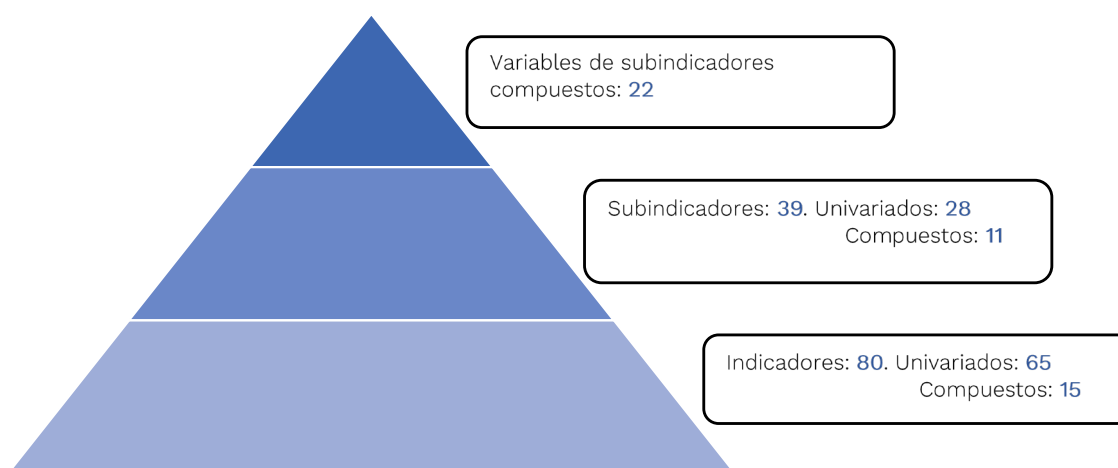 Variables de subindicadores
compuestos: 22
Subindicadores: 39. Univariados: 28
Compuestos: 11
Indicadores: 80. Univariados: 65
Compuestos: 15